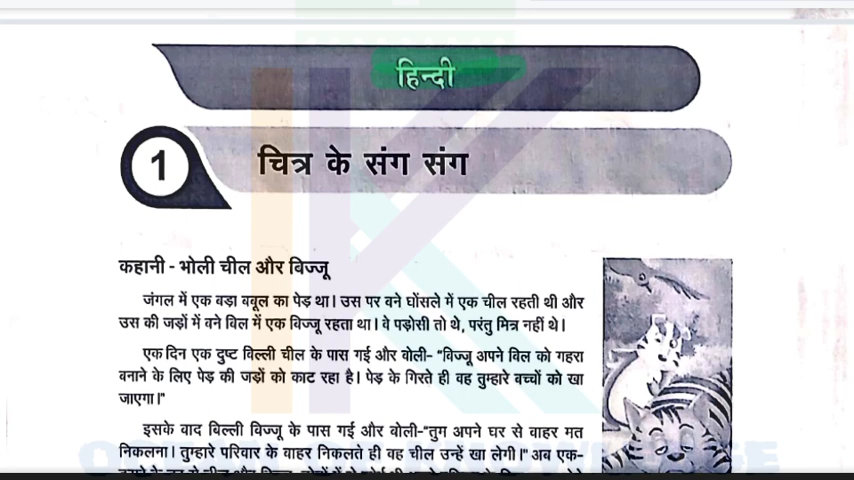 हिन्दी
1
चित्र के संग संग
कहानी - भोली चील और बिज्जू
जंगल में एक बड़ा बबूल का पेड़ था। उस पर बने घोंसले में एक चील रहती थी और
उस की जड़ों में बने बिल में एक बिज्जू रहता था। वे पड़ोसी तो थे, परंतु मित्र नहीं थे।
एक दिन एक दुष्ट बिल्ली चील के पास गई और बोली- "बिज्जू अपने बिल को गहरा
बनाने के लिए पेड़ की जड़ों को काट रहा है। पेड़ के गिरते ही वह तुम्हारे बच्चों को खा
जाएगा।"
इसके बाद बिल्ली बिज्जू के पास गई और बोली-"तुम अपने घर से बाहर मत
निकलना। तुम्हारे परिवार के बाहर निकलते ही वह चील उन्हें खा लेगी।" अब एक-